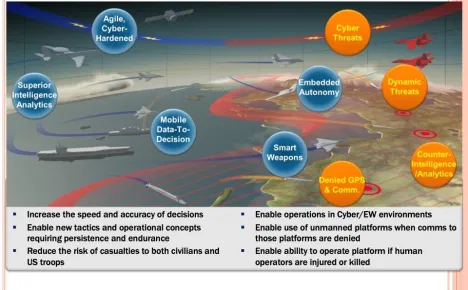 Agile,
Cyber-
Hardened
Cyber
Threats
Superior
Intelligence
Analytics
Embedded
Autonomy
Dynamic
Threats
Mobile
Data-To-
Decision
Smart
Weapons
Counter-
Intelligence
/Analytics
Denied GPS
& Comm.
▪ Increase the speed and accuracy of decisions
▪ Enable new tactics and operational concepts
requiring persistence and endurance
▪ Reduce the risk of casualties to both civilians and
US troops
▪ Enable operations in Cyber/EW environments
▪ Enable use of unmanned platforms when comms to
those platforms are denied
▪ Enable ability to operate platform if human
operators are injured or killed